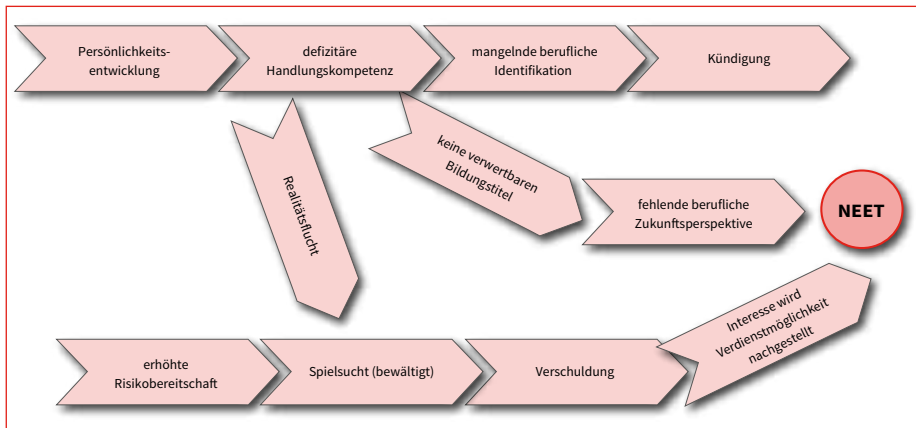 Persönlichkeits-
entwicklung
defizitäre
Handlungskompetenz
mangelnde berufliche
Identifikation
Kündigung
Realitätsflucht
keine verwertbaren
Bildungstitel
fehlende berufliche
Zukunftsperspektive
NEET
erhöhte
Risikobereitschaft
Spielsucht (bewältigt)
Verschuldung
Interesse wird
Verdienstmöglichkeit
nachgestellt